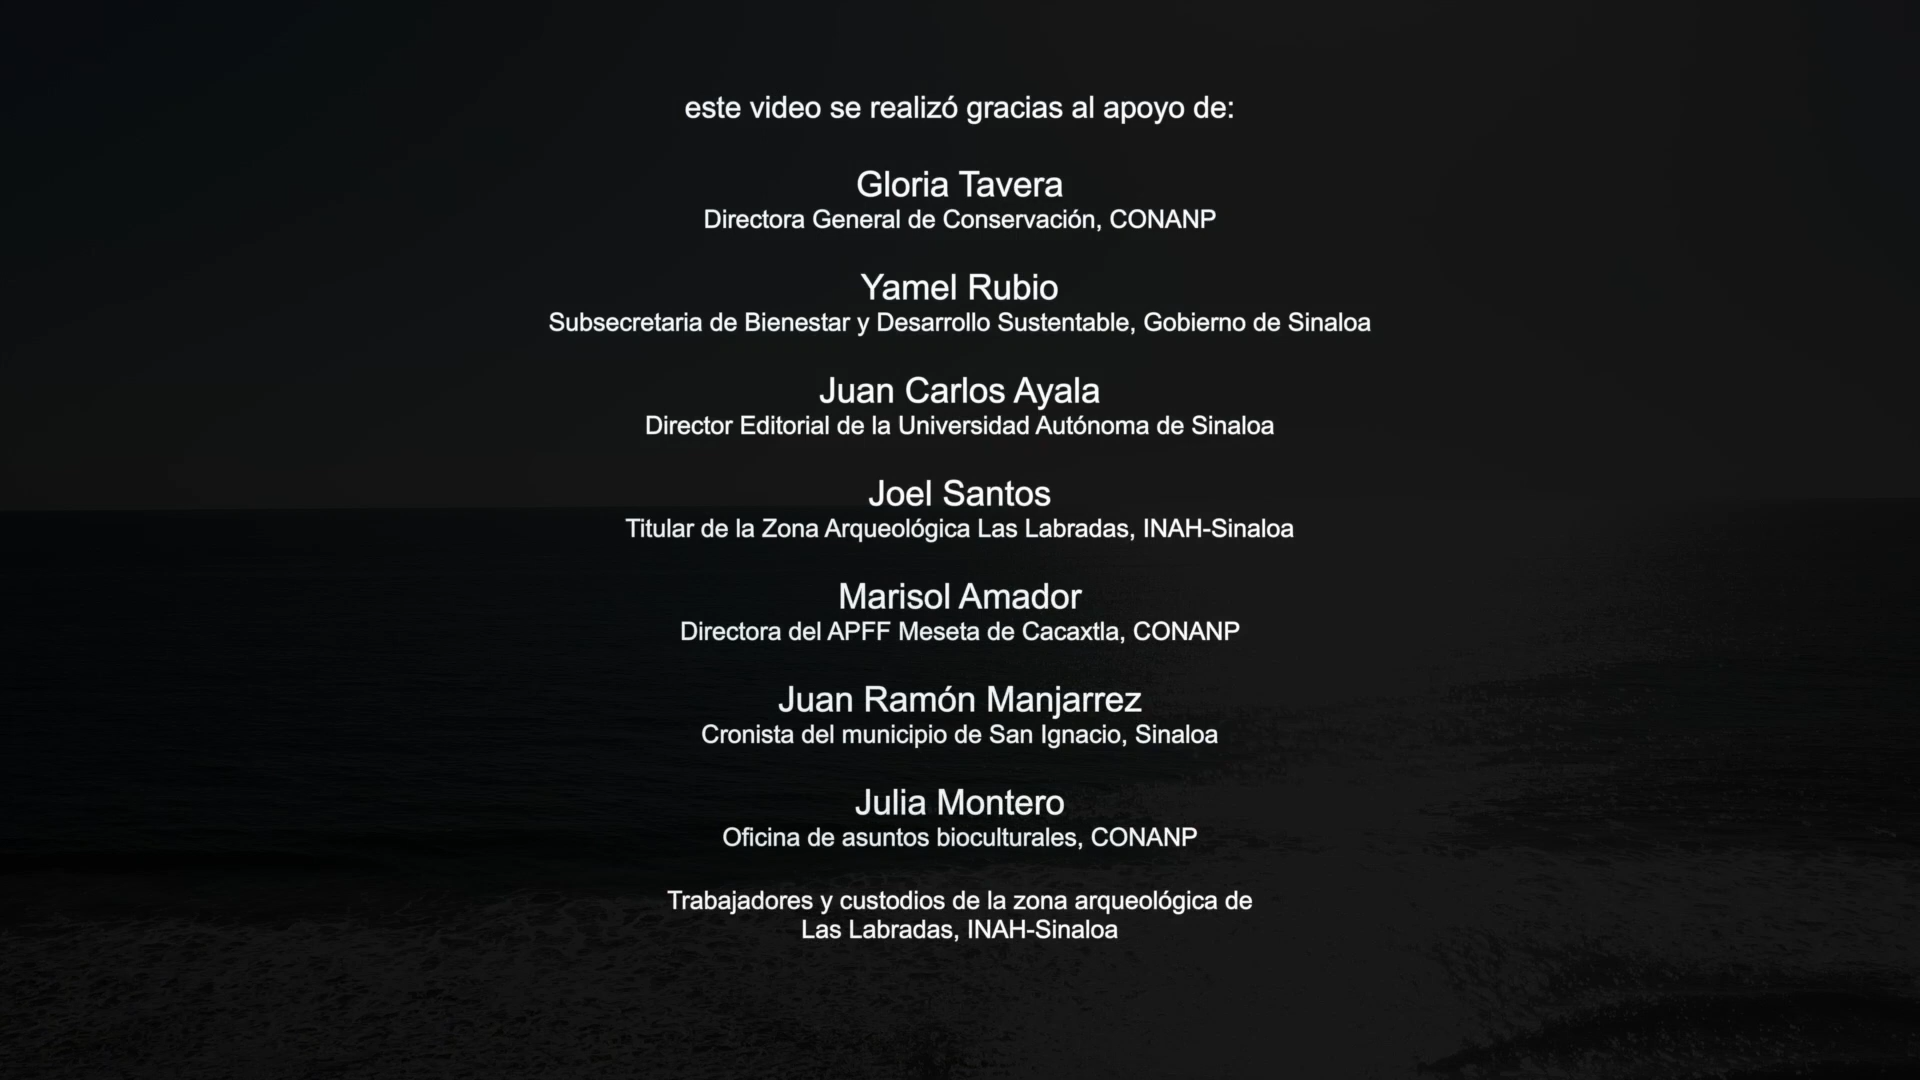 este video se realizó gracias al apoyo de:
Gloria Tavera
Directora General de Conservación, CONANP
Yamel Rubio
Subsecretaria de Bienestar y Desarrollo Sustentable, Gobierno de Sinaloa
Juan Carlos Ayala
Director Editorial de la Universidad Autónoma de Sinaloa
Joel Santos
Titular de la Zona Arqueológica Las Labradas, INAH-Sinaloa
Marisol Amador
Directora del APFF Meseta de Cacaxtla, CONANP
Juan Ramón Manjarrez
Cronista del municipio de San Ignacio, Sinaloa
Julia Montero
Oficina de asuntos bioculturales, CONANP
Trabajadores y custodios de la zona arqueológica de
Las Labradas, INAH-Sinaloa